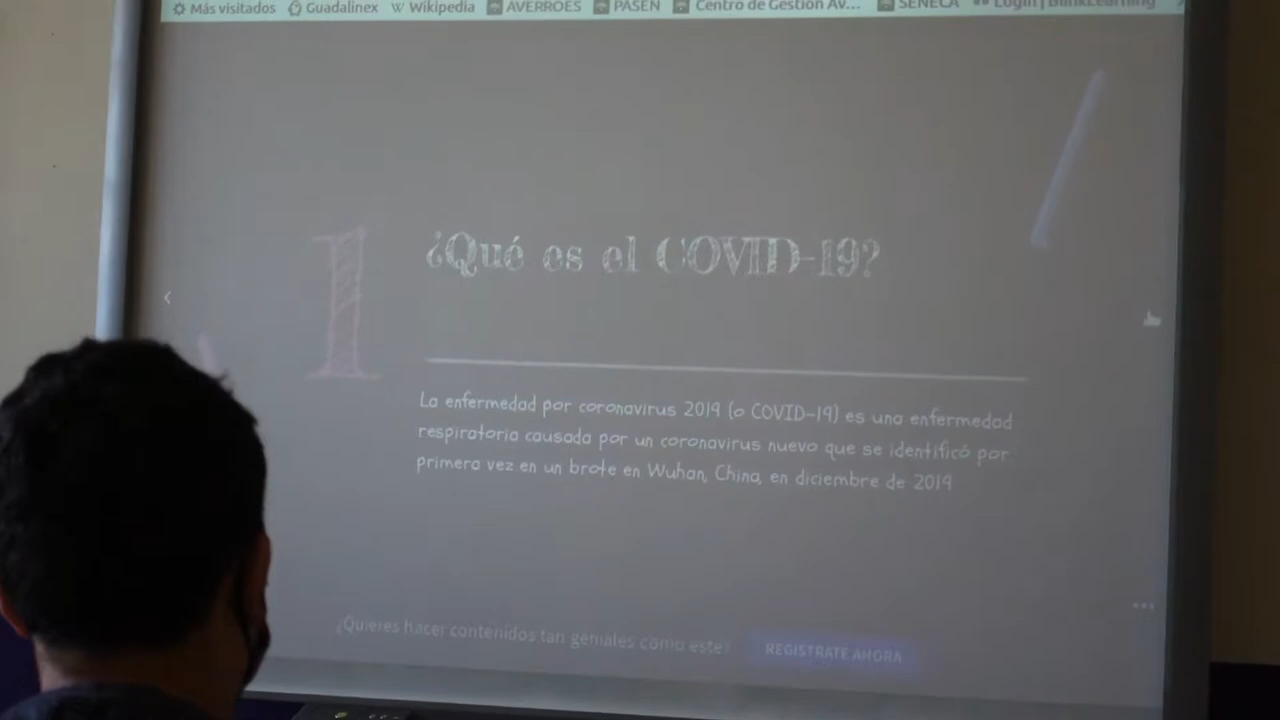 Más visitados Guadalinex W Wikipedia AVERROES PASEN Centro de Gestión Av... SENECA Login | BlinkLearning
1
¿Qué es el COVID-19?
La enfermedad por coronavirus 2019 (o COVID-19) es una enfermedad
respiratoria causada por un coronavirus nuevo que se identificó por
primera vez en un brote en Wuhan, China, en diciembre de 2019
¿Quieres hacer contenidos tan geniales como este?
REGISTRATE AHORA